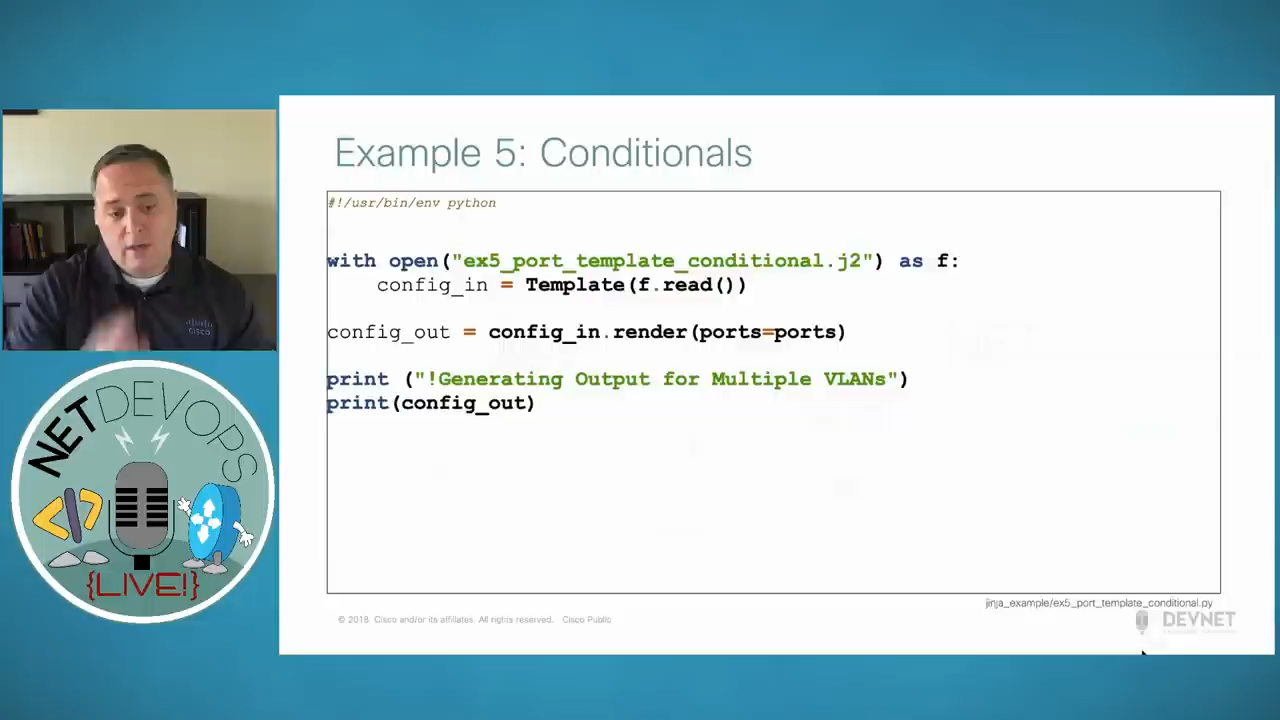 Example 5: Conditionals
#!/usr/bin/env python
with open("ex5_port_template_conditional.j2") as f:
    config_in = Template(f.read())
config_out = config_in.render(ports=ports)
print ("!Generating Output for Multiple VLANs")
print(config_out)
jinja_example/ex5_port_template_conditional.py
© 2018 Cisco and/or its affiliates. All rights reserved. Cisco Public
DEVNET
cisco
NETDEVOPS
</>
{LIVE!}